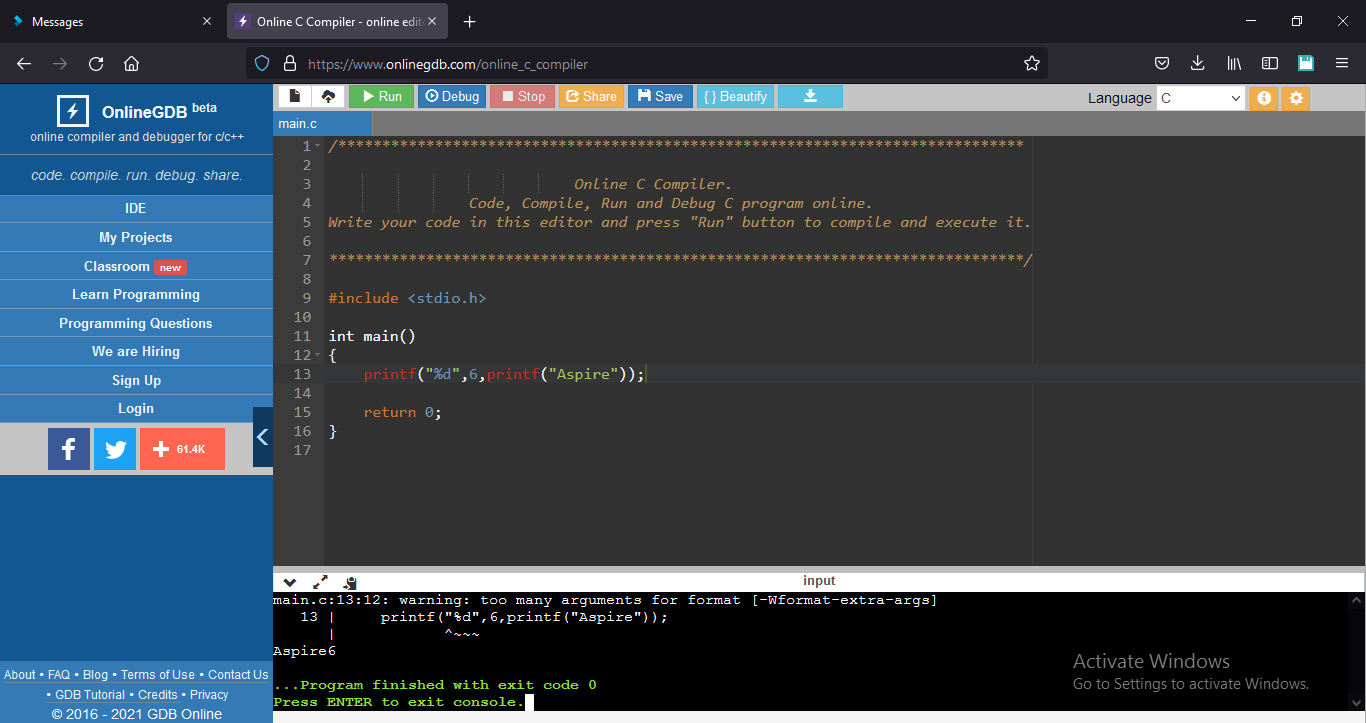 Messages
Online C Compiler - online edit
https://www.onlinegdb.com/online_c_compiler
OnlineGDB beta
online compiler and debugger for c/c++
code. compile. run. debug. share.
IDE
My Projects
Classroom new
Learn Programming
Programming Questions
We are Hiring
Sign Up
Login
61.4K
About • FAQ • Blog • Terms of Use • Contact Us
• GDB Tutorial • Credits • Privacy
© 2016 - 2021 GDB Online
Run Debug Stop Share Save { } Beautify
Language C
main.c
1 /******************************************************************************
2
3 Online C Compiler.
4 Code, Compile, Run and Debug C program online.
5 Write your code in this editor and press "Run" button to compile and execute it.
6
7 *******************************************************************************/
8
9 #include <stdio.h>
10
11 int main()
12 {
13 printf("%d",6,printf("Aspire"));
14
15 return 0;
16 }
17
input
main.c:13:12: warning: too many arguments for format [-Wformat-extra-args]
13 | printf("%d",6,printf("Aspire"));
| ^~~~
Aspire6
...Program finished with exit code 0
Press ENTER to exit console.
Activate Windows
Go to Settings to activate Windows.